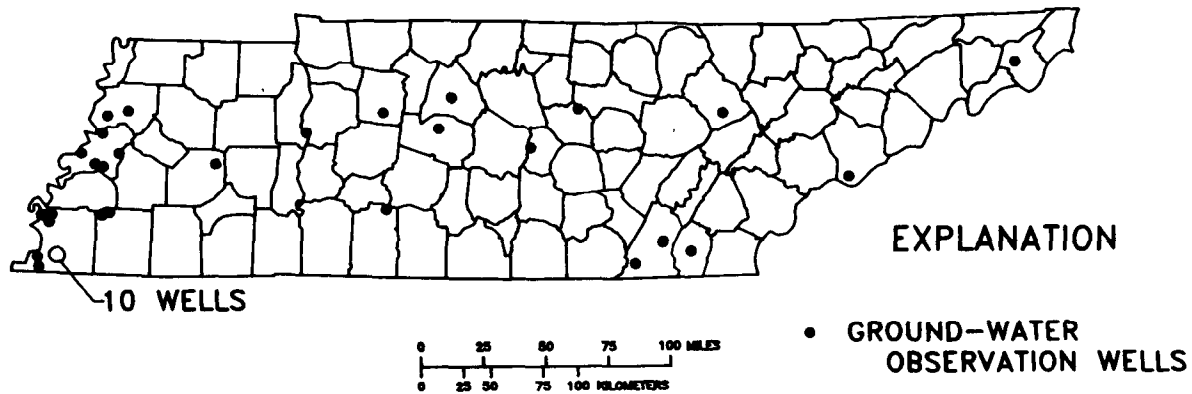 EXPLANATION
10 WELLS
GROUND-WATER
OBSERVATION WELLS
0 25 50 75 100 MILES
0 25 50 75 100 KILOMETERS